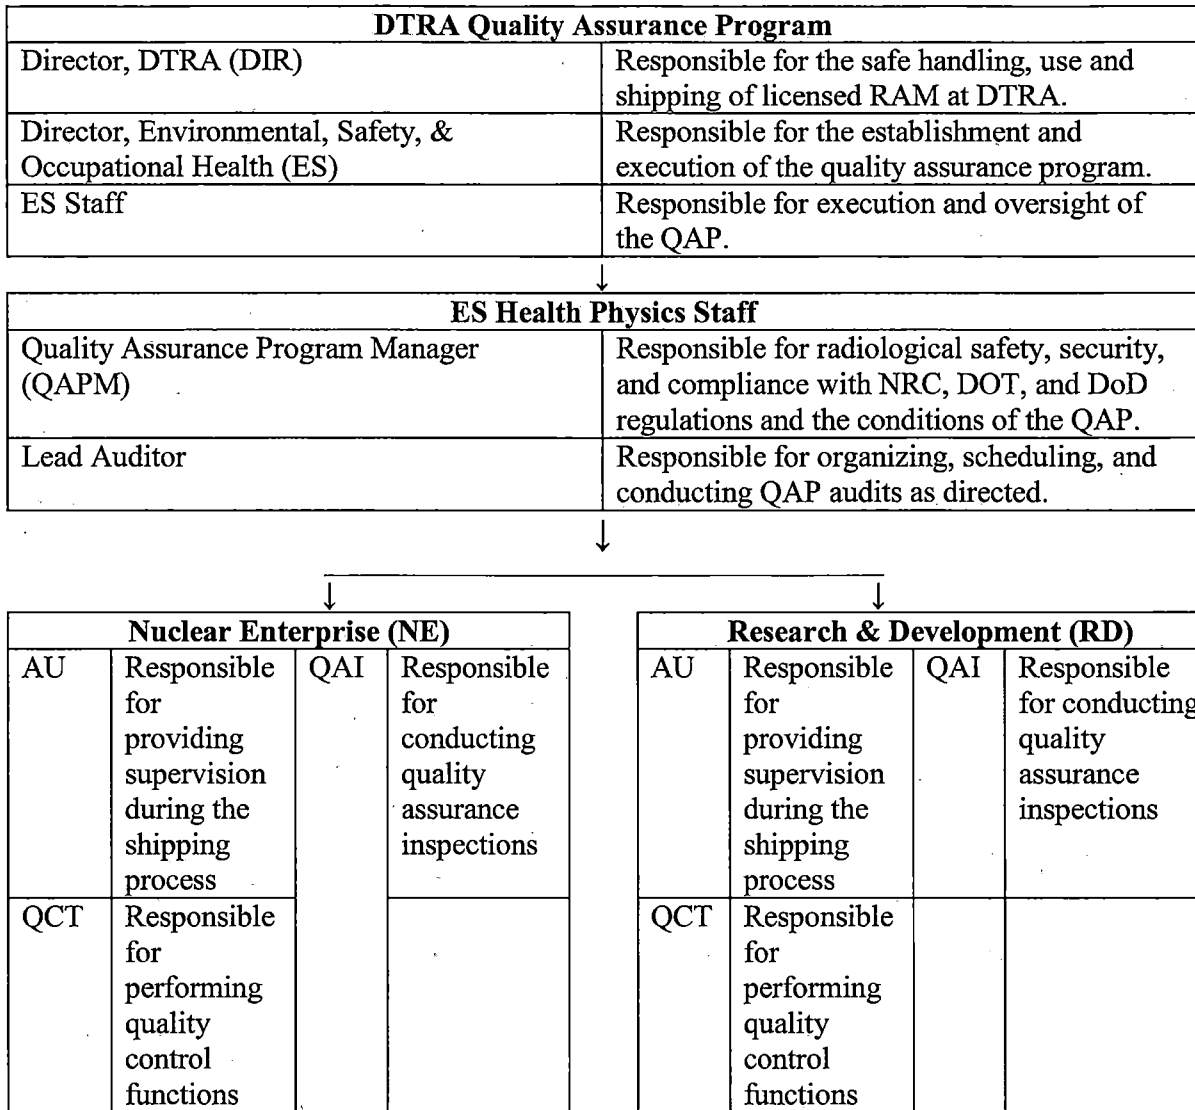 DTRA Quality Assurance Program
Director, DTRA (DIR)
Responsible for the safe handling, use and
shipping of licensed RAM at DTRA.
Director, Environmental, Safety, &
Occupational Health (ES)
Responsible for the establishment and
execution of the quality assurance program.
ES Staff
Responsible for execution and oversight of
the QAP.
↓
ES Health Physics Staff
Quality Assurance Program Manager
(QAPM)
Responsible for radiological safety, security,
and compliance with NRC, DOT, and DoD
regulations and the conditions of the QAP.
Lead Auditor
Responsible for organizing, scheduling, and
conducting QAP audits as directed.
↓
↓
↓
Nuclear Enterprise (NE)
AU
Responsible
for
providing
supervision
during the
shipping
process
QAI
Responsible
for
conducting
quality
assurance
inspections
QCT
Responsible
for
performing
quality
control
functions
Research & Development (RD)
AU
Responsible
for
providing
supervision
during the
shipping
process
QAI
Responsible
for conducting
quality
assurance
inspections
QCT
Responsible
for
performing
quality
control
functions